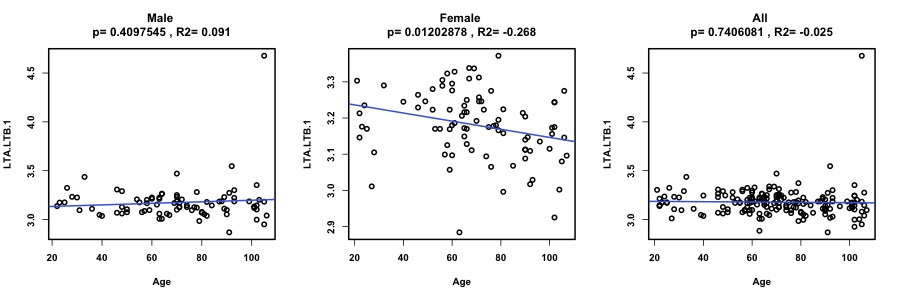 Male
p= 0.4097545 , R2= 0.091
LTA.LTB.1
4.5
4.0
3.5
3.0
20 40 60 80 100
Age
Female
p= 0.01202878 , R2= -0.268
LTA.LTB.1
3.3
3.2
3.1
3.0
2.9
20 40 60 80 100
Age
All
p= 0.7406081 , R2= -0.025
LTA.LTB.1
4.5
4.0
3.5
3.0
20 40 60 80 100
Age